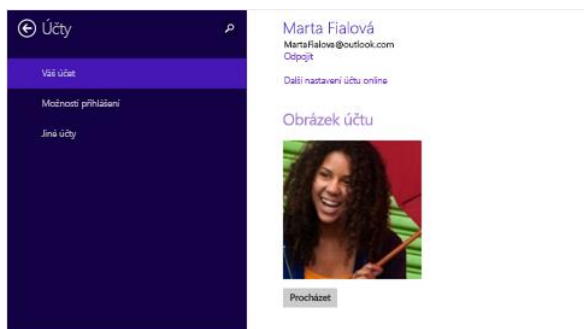 Účty
Váš účet
Možnosti přihlášení
Jiné účty
Marta Fialová
MartaFialova@outlook.com
Odpojit
Další nastavení účtu online
Obrázek účtu
Procházet